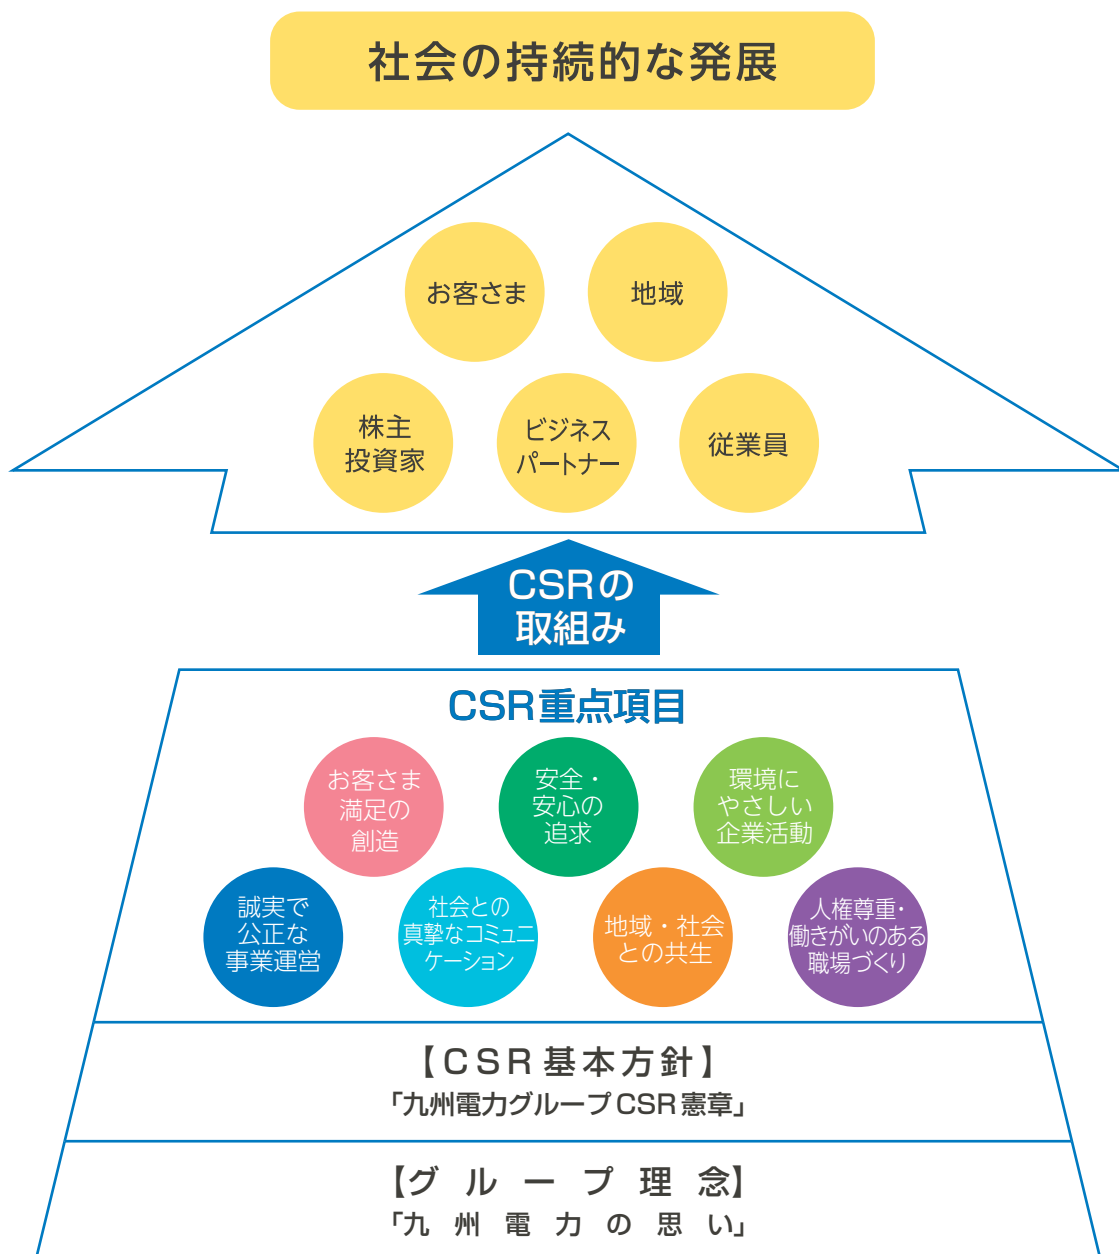 社会の持続的な発展
お客さま
地域
株主
投資家
ビジネス
パートナー
従業員
CSRの
取組み
CSR重点項目
お客さま
満足の
創造
安全・
安心の
追求
環境に
やさしい
企業活動
誠実で
公正な
事業運営
社会との
真摯なコミュニ
ケーション
地域・社会
との共生
人権尊重・
働きがいのある
職場づくり
【CSR基本方針】
「九州電力グループCSR憲章」
【グループ理念】
「九州電力の思い」